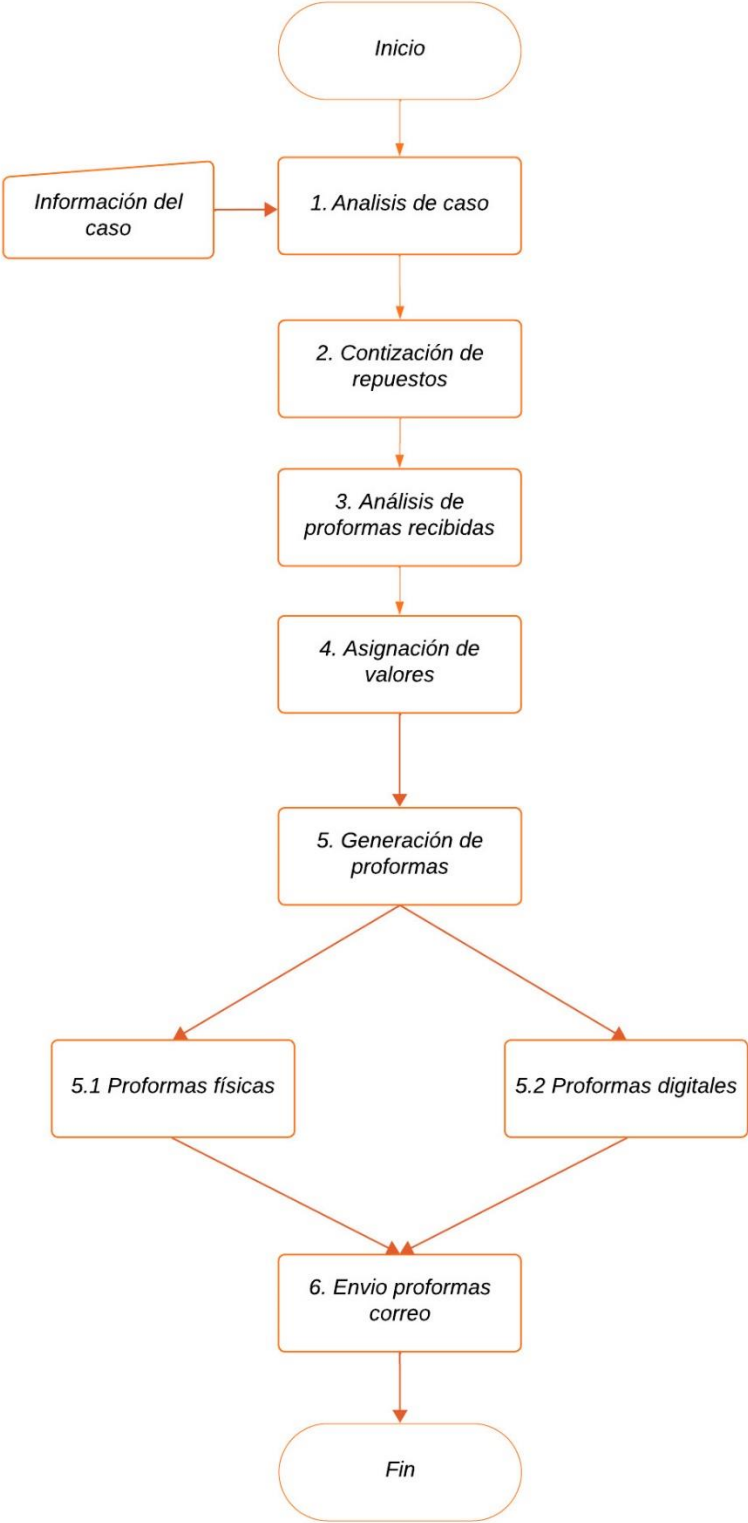 Inicio
Información del
caso
1. Analisis de caso
2. Contización de
repuestos
3. Análisis de
proformas recibidas
4. Asignación de
valores
5. Generación de
proformas
5.1 Proformas físicas
5.2 Proformas digitales
6. Envio proformas
correo
Fin